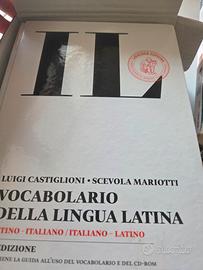 IL
LUIGI CASTIGLIONI • SCEVOLA MARIOTTI
VOCABOLARIO
DELLA LINGUA LATINA
TINO - ITALIANO / ITALIANO - LATINO
EDIZIONE
IENE LA GUIDA ALL'USO DEL VOCABOLARIO E DEL CD-ROM